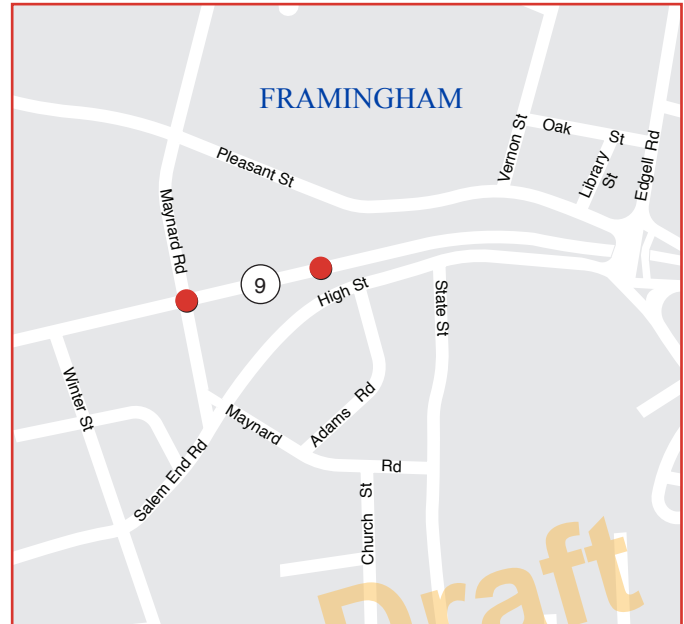 FRAMINGHAM
Vernon St
Oak St
Library St
Edgell Rd
Pleasant St
Maynard Rd
9
High St
State St
Winter St
Maynard Rd
Adams Rd
Salem End Rd
Church St
Draft